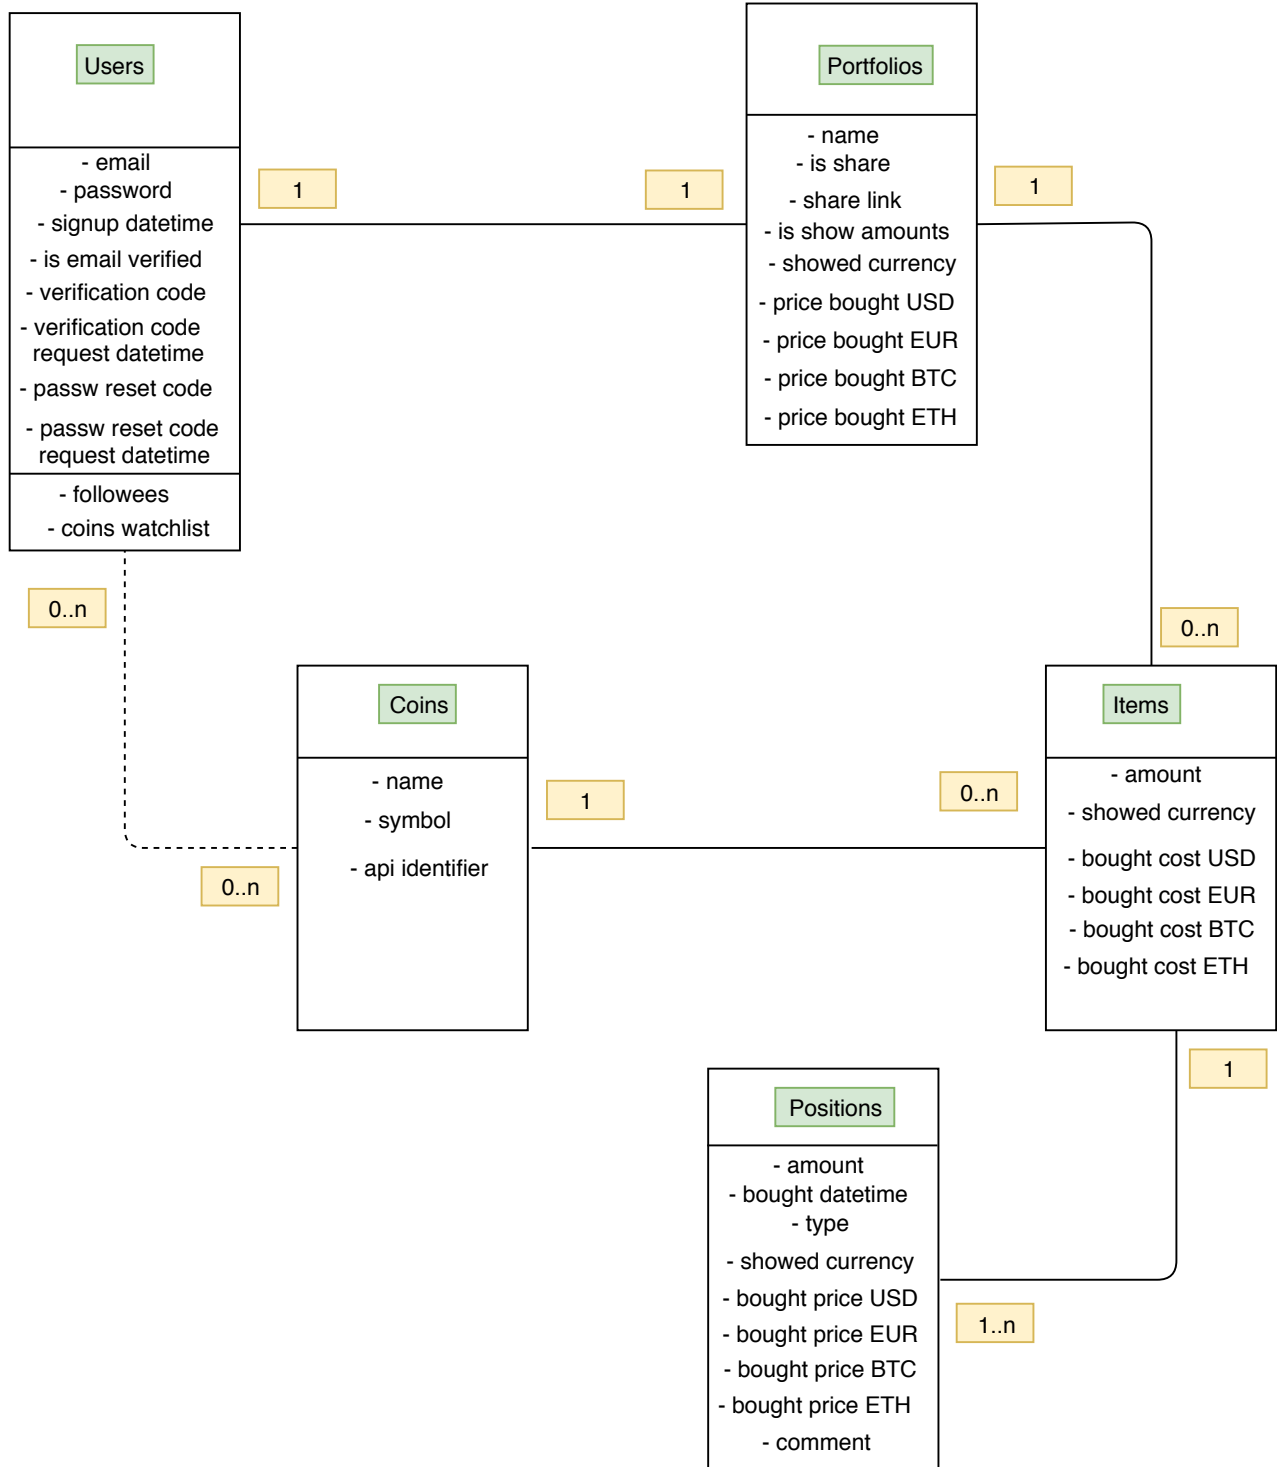 Users
- email
- password
- signup datetime
- is email verified
- verification code
- verification code
request datetime
- passw reset code
- passw reset code
request datetime
- followees
- coins watchlist
1
1
Portfolios
- name
- is share
- share link
- is show amounts
- showed currency
- price bought USD
- price bought EUR
- price bought BTC
- price bought ETH
1
0..n
0..n
0..n
Coins
- name
- symbol
- api identifier
1
0..n
Items
- amount
- showed currency
- bought cost USD
- bought cost EUR
- bought cost BTC
- bought cost ETH
1
1..n
Positions
- amount
- bought datetime
- type
- showed currency
- bought price USD
- bought price EUR
- bought price BTC
- bought price ETH
- comment